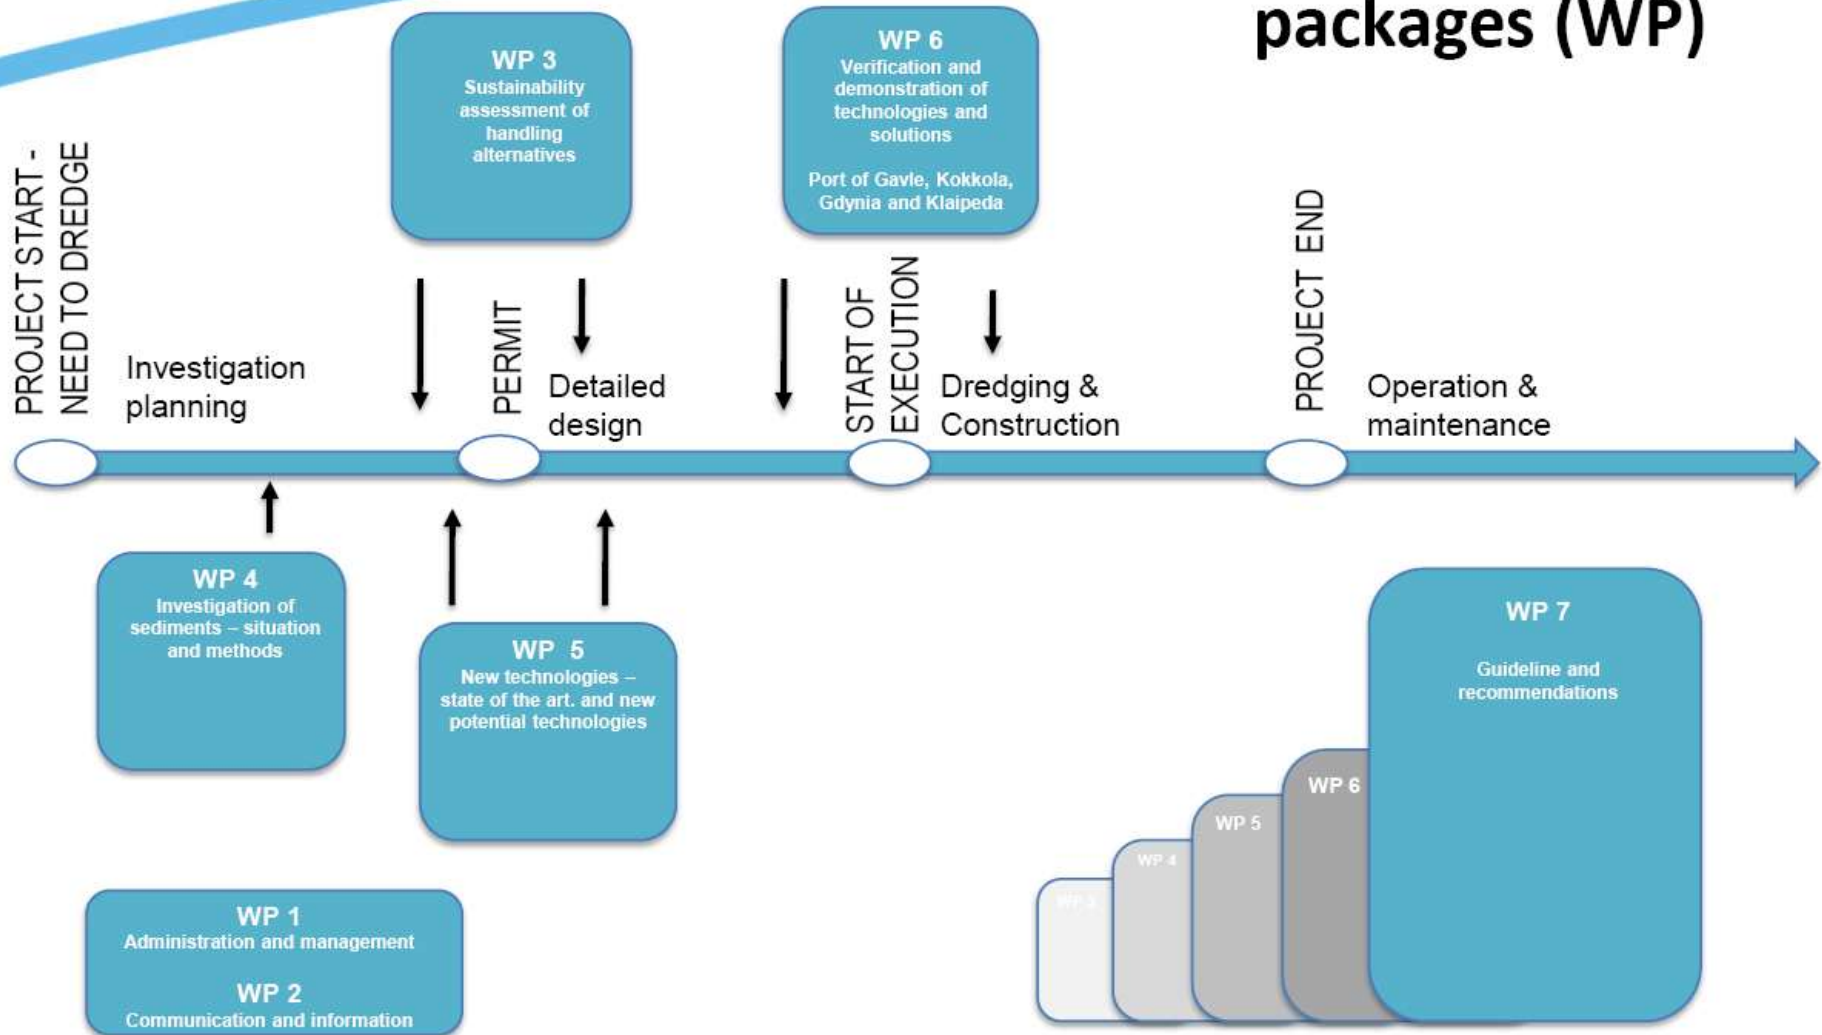 packages (WP)
WP 3
Sustainability
assessment of
handling
alternatives
WP 6
Verification and
demonstration of
technologies and
solutions
Port of Gavle, Kokkola,
Gdynia and Klaipeda
PROJECT START -
NEED TO DREDGE
Investigation
planning
PERMIT
Detailed
design
START OF
EXECUTION
Dredging &
Construction
PROJECT END
Operation &
maintenance
WP 4
Investigation of
sediments – situation
and methods
WP 5
New technologies –
state of the art. and new
potential technologies
WP 7
Guideline and
recommendations
WP 6
WP 5
WP 4
WP 3
WP 1
Administration and management
WP 2
Communication and information